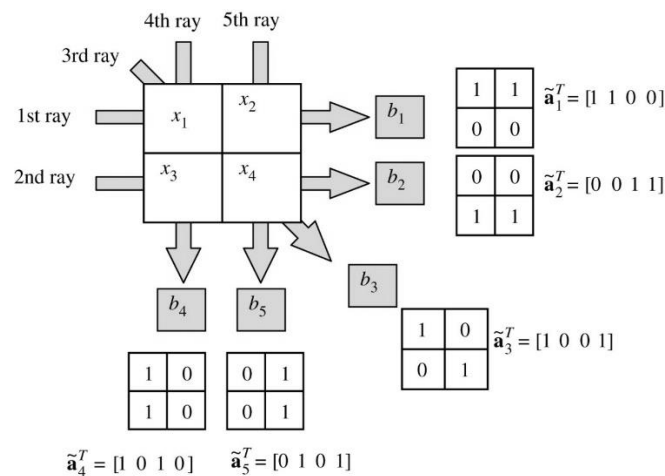 4th ray 5th ray
3rd ray
1st ray
2nd ray
x₁ x₂
x₃ x₄
b₁
b₂
b₃
b₄ b₅
1 1
0 0
ã₁ᵀ = [1 1 0 0]
0 0
1 1
ã₂ᵀ = [0 0 1 1]
1 0
0 1
ã₃ᵀ = [1 0 0 1]
1 0
1 0
0 1
0 1
ã₄ᵀ = [1 0 1 0] ã₅ᵀ = [0 1 0 1]